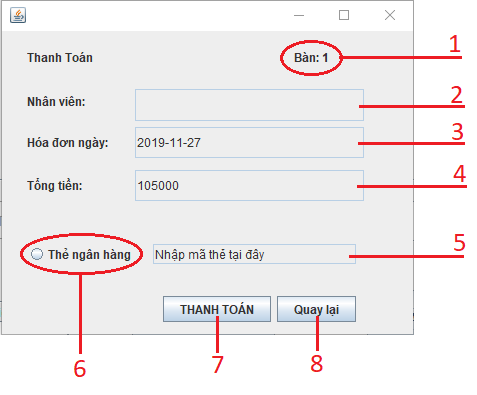 Thanh Toán
Bàn: 1
1
Nhân viên:
2
Hóa đơn ngày:
2019-11-27
3
Tổng tiền:
105000
4
Thẻ ngân hàng
Nhập mã thẻ tại đây
5
THANH TOÁN
Quay lại
6
7
8